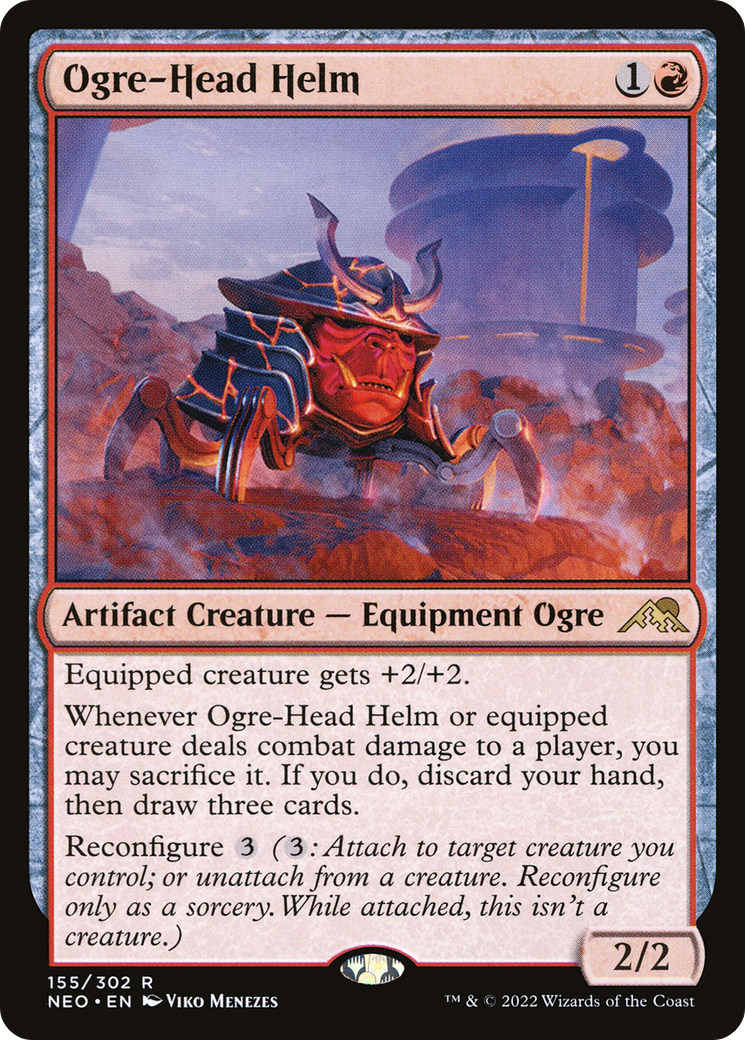 Ogre-Head Helm 1
Artifact Creature — Equipment Ogre
Equipped creature gets +2/+2.
Whenever Ogre-Head Helm or equipped
creature deals combat damage to a player, you
may sacrifice it. If you do, discard your hand,
then draw three cards.
Reconfigure 3 (3: Attach to target creature you
control; or unattach from a creature. Reconfigure
only as a sorcery. While attached, this isn't a
creature.)
2/2
155/302 R
NEO • EN Viko Menezes
™ & © 2022 Wizards of the Coast